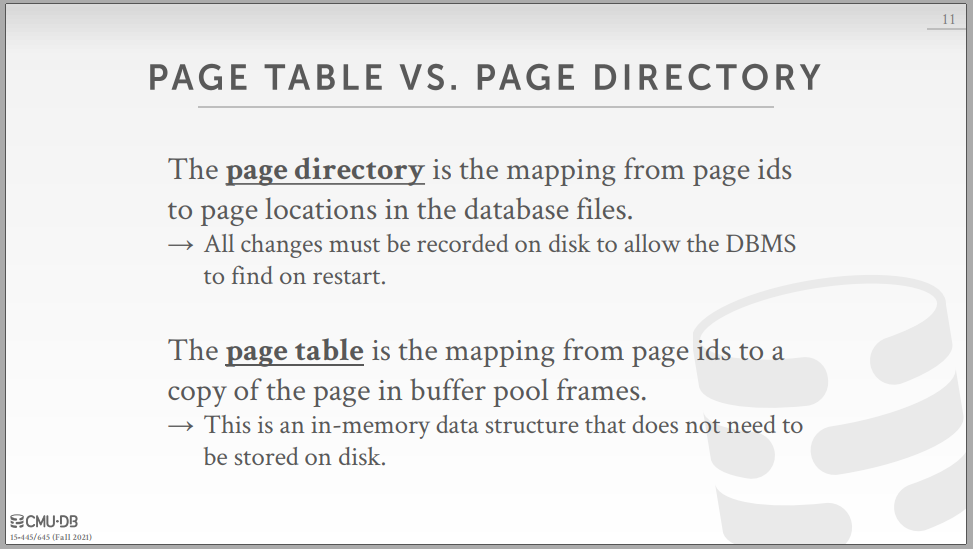 11
PAGE TABLE VS. PAGE DIRECTORY
The page directory is the mapping from page ids
to page locations in the database files.
→ All changes must be recorded on disk to allow the DBMS
to find on restart.
The page table is the mapping from page ids to a
copy of the page in buffer pool frames.
→ This is an in-memory data structure that does not need to
be stored on disk.
CMU·DB
15-445/645 (Fall 2021)